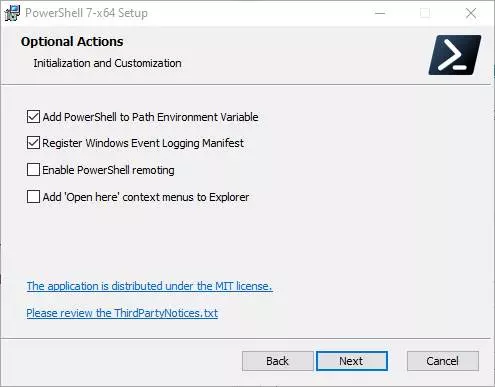 PowerShell 7-x64 Setup
Optional Actions
Initialization and Customization
Add PowerShell to Path Environment Variable
Register Windows Event Logging Manifest
Enable PowerShell remoting
Add 'Open here' context menus to Explorer
The application is distributed under the MIT license.
Please review the ThirdPartyNotices.txt
Back Next Cancel